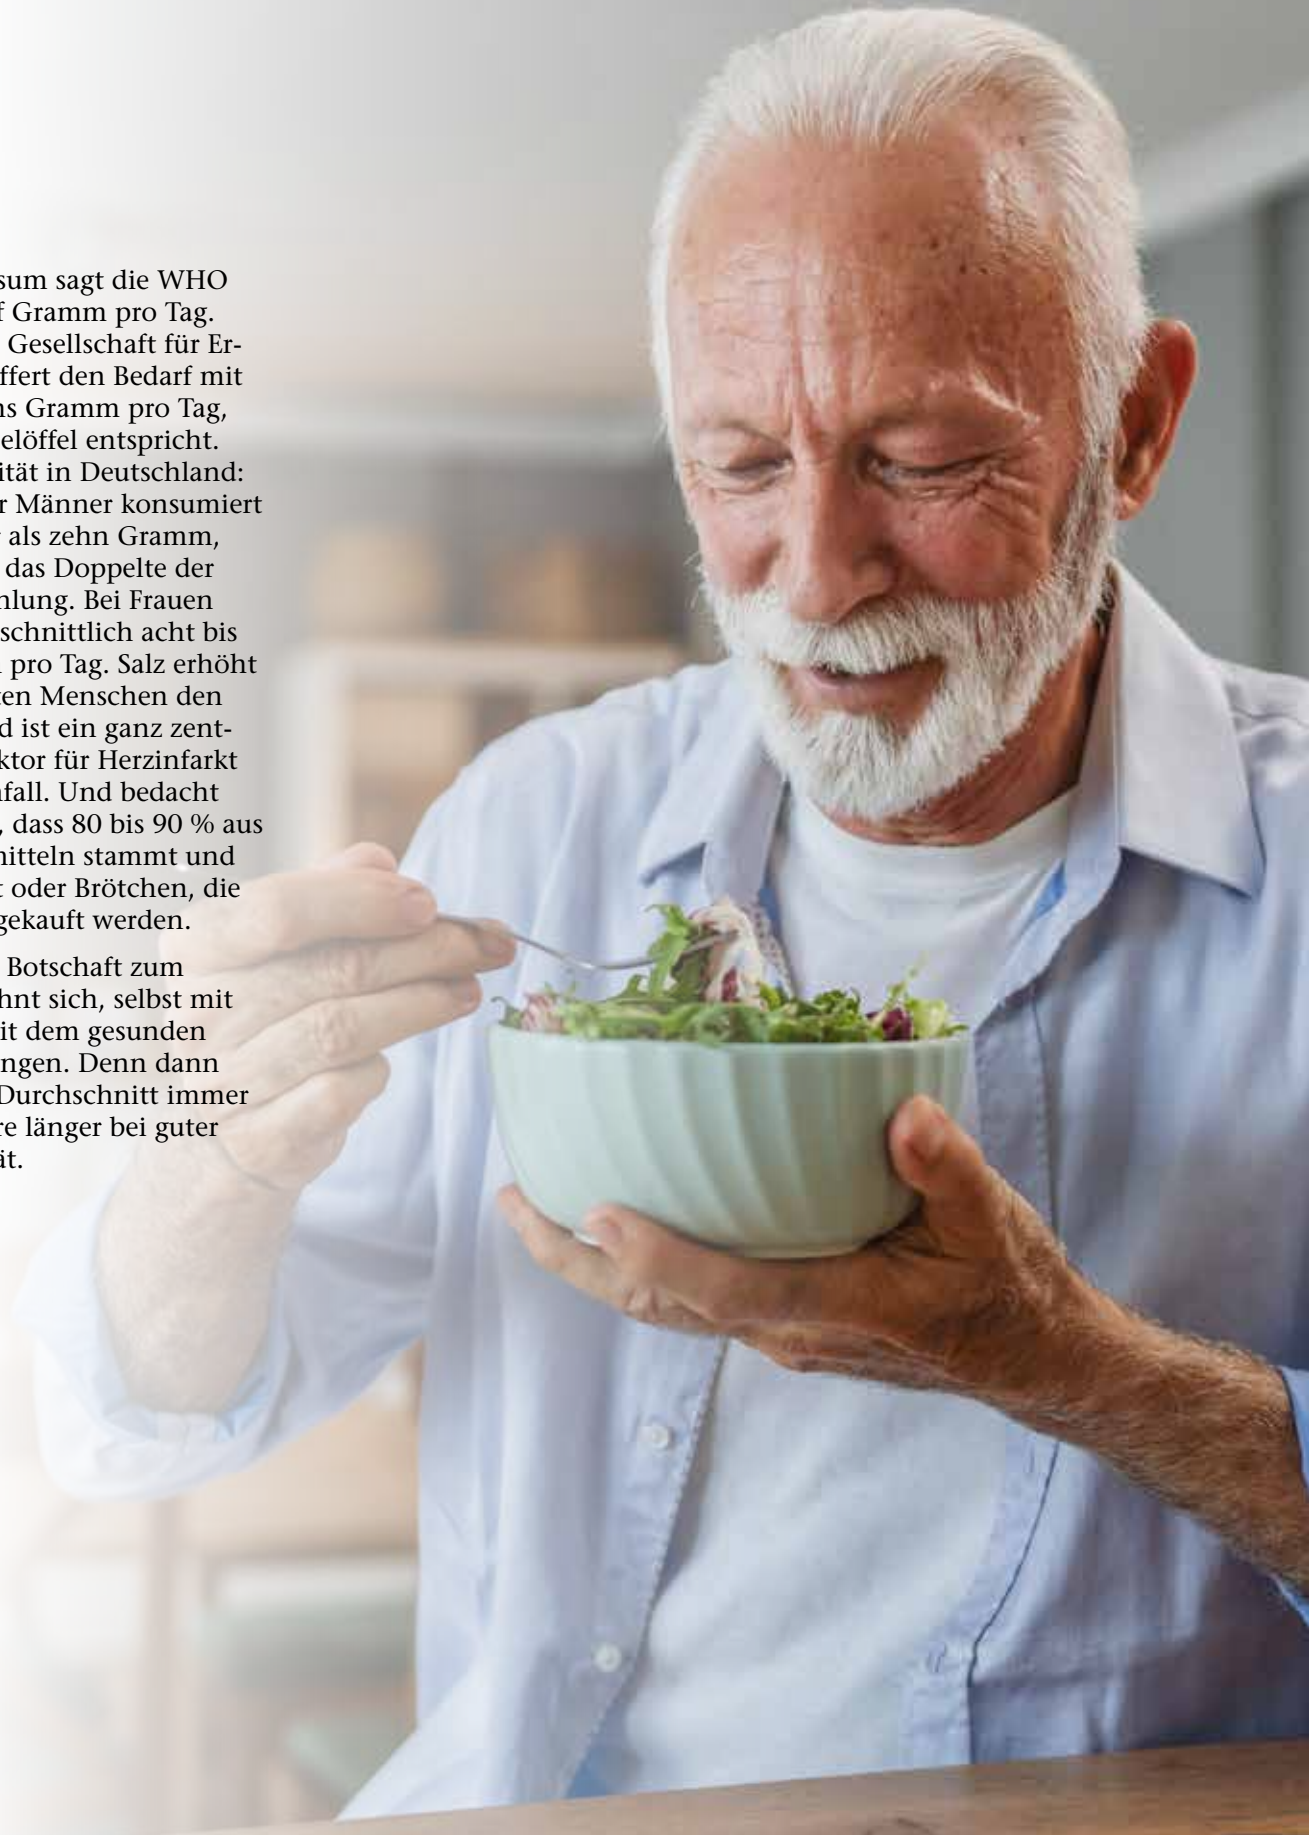 sum sagt die WHO
f Gramm pro Tag.
Gesellschaft für Er-
ffert den Bedarf mit
ns Gramm pro Tag,
elöffel entspricht.
ität in Deutschland:
r Männer konsumiert
als zehn Gramm,
das Doppelte der
hlung. Bei Frauen
schnittlich acht bis
pro Tag. Salz erhöht
ten Menschen den
d ist ein ganz zent-
ktor für Herzinfarkt
nfall. Und bedacht
, dass 80 bis 90 % aus
mitteln stammt und
t oder Brötchen, die
gekauft werden.
Botschaft zum
hnt sich, selbst mit
it dem gesunden
ngen. Denn dann
Durchschnitt immer
re länger bei guter
ät.